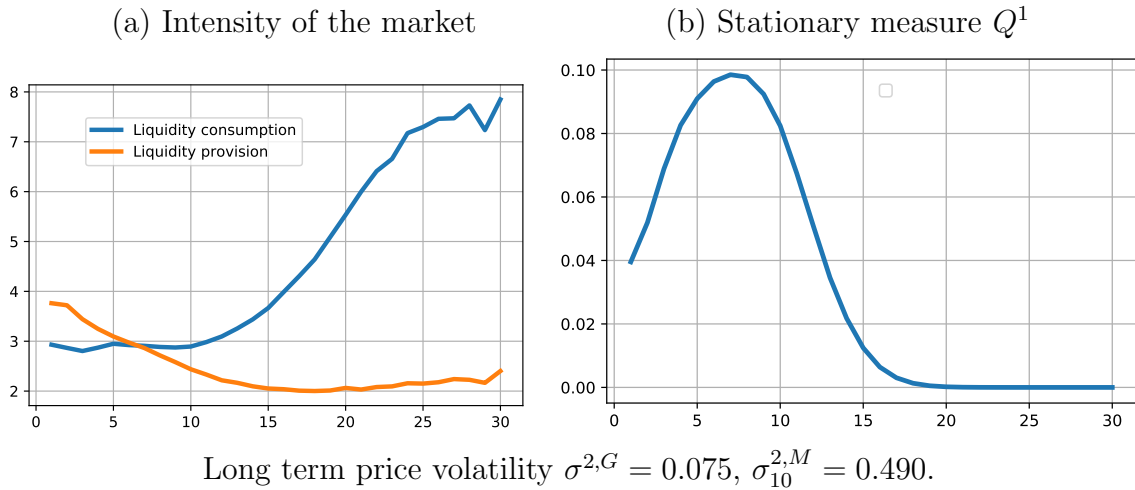 (a) Intensity of the market
(b) Stationary measure Q^1
8
7
6
5
4
3
2
Liquidity consumption
Liquidity provision
0 5 10 15 20 25 30
0.10
0.08
0.06
0.04
0.02
0.00
0 5 10 15 20 25 30
Long term price volatility σ^{2,G} = 0.075, σ_{10}^{2,M} = 0.490.